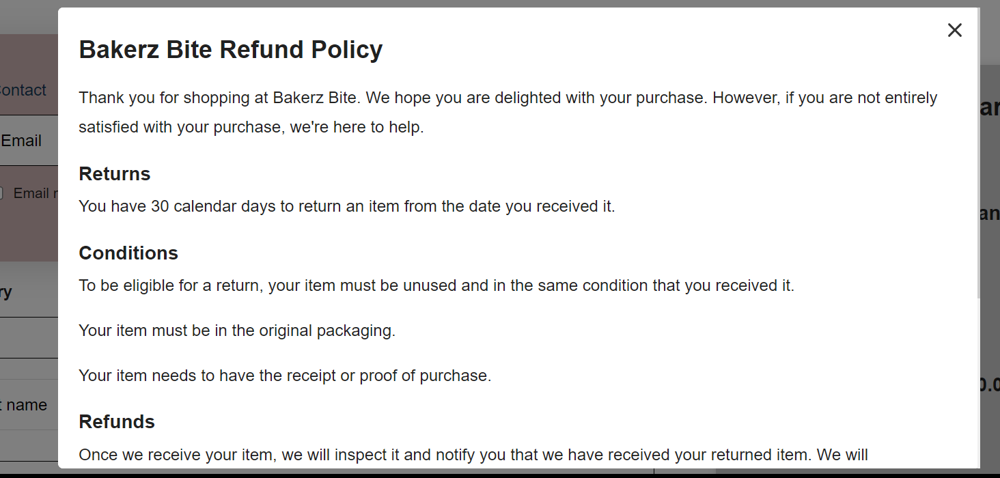 Bakerz Bite Refund Policy
Thank you for shopping at Bakerz Bite. We hope you are delighted with your purchase. However, if you are not entirely
satisfied with your purchase, we're here to help.
Returns
You have 30 calendar days to return an item from the date you received it.
Conditions
To be eligible for a return, your item must be unused and in the same condition that you received it.
Your item must be in the original packaging.
Your item needs to have the receipt or proof of purchase.
Refunds
Once we receive your item, we will inspect it and notify you that we have received your returned item. We will
Email
Email
name